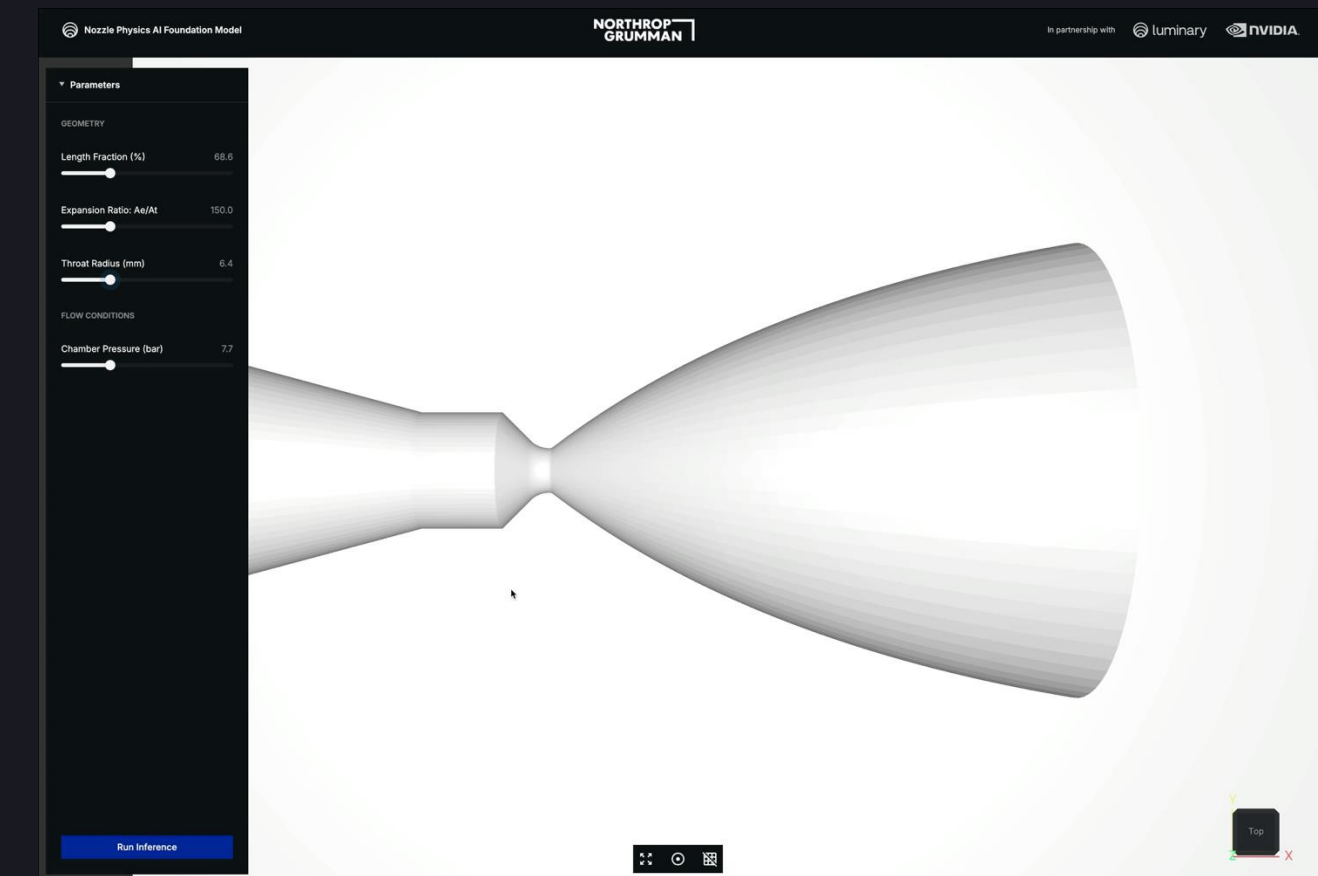 Nozzle Physics AI Foundation Model
NORTHROP
GRUMMAN
In partnership with
luminary
NVIDIA.
Parameters
GEOMETRY
Length Fraction (%) 68.6
Expansion Ratio: Ae/At 150.0
Throat Radius (mm) 6.4
FLOW CONDITIONS
Chamber Pressure (bar) 7.7
Run Inference
Y
Top
Z
X